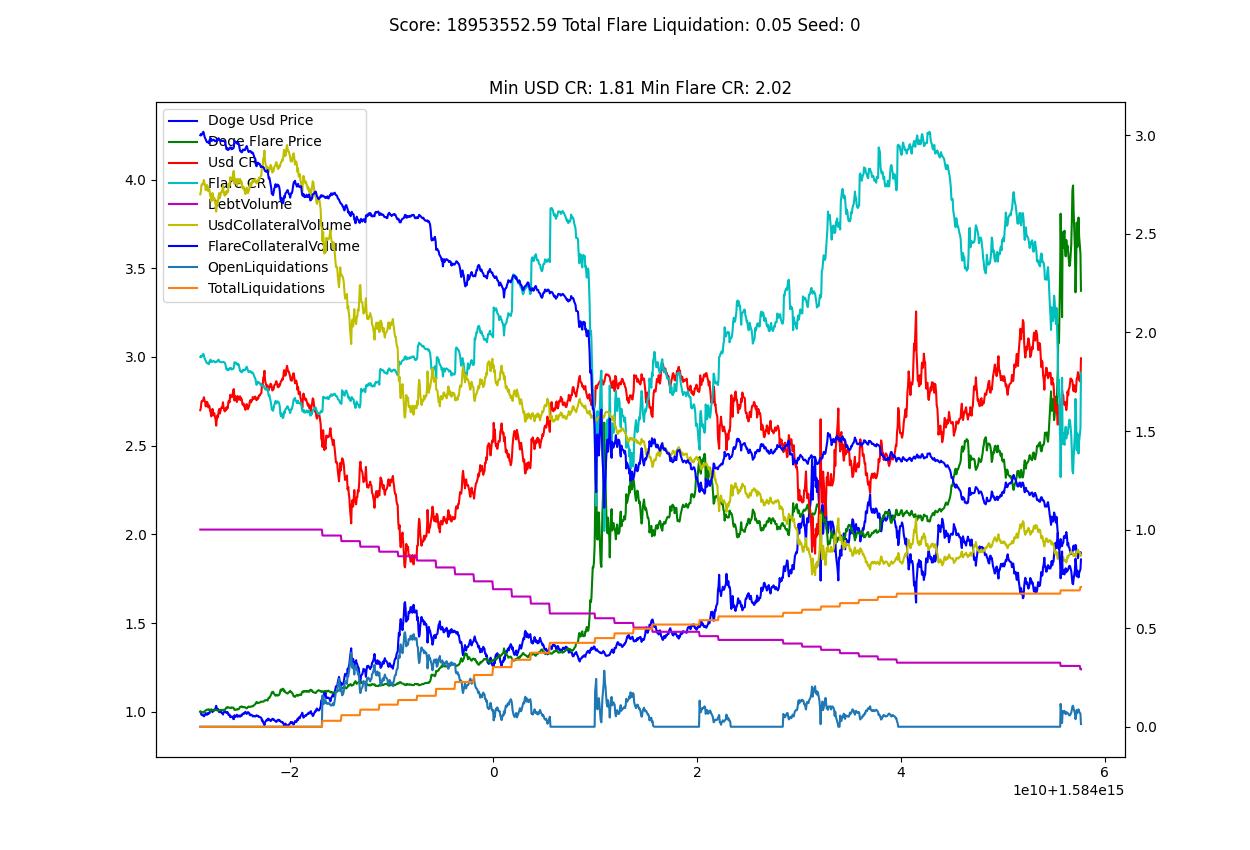 Score: 18953552.59 Total Flare Liquidation: 0.05 Seed: 0
Min USD CR: 1.81 Min Flare CR: 2.02
Doge Usd Price
Doge Flare Price
Usd CR
Flare CR
DebtVolume
UsdCollateralVolume
FlareCollateralVolume
OpenLiquidations
TotalLiquidations
4.0
3.5
3.0
2.5
2.0
1.5
1.0
3.0
2.5
2.0
1.5
1.0
0.5
0.0
−2
0
2
4
6
1e10+1.584e15